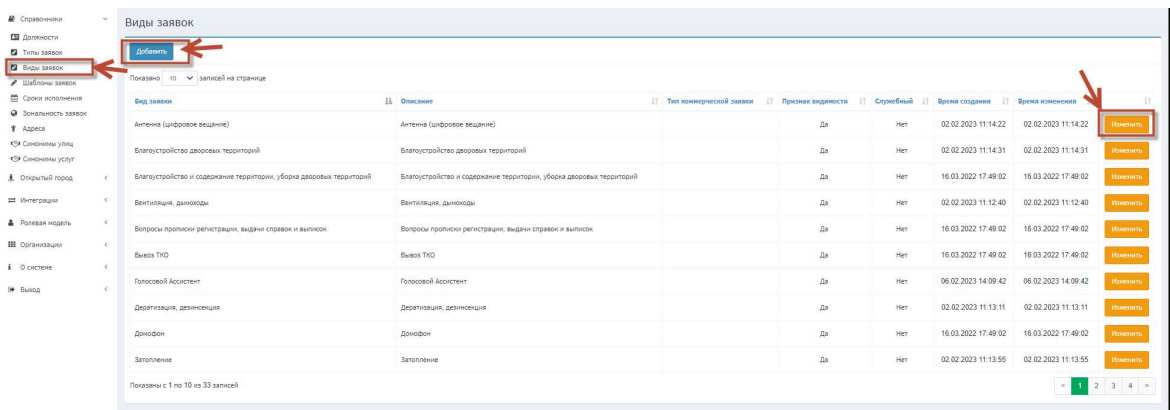 Справочники
Должности
Типы заявок
Виды заявок
Шаблоны заявок
Сроки исполнения
Зональность заявок
Адреса
Синонимы улиц
Синонимы услуг
Открытый город
Интеграции
Ролевая модель
Организации
О системе
Выход
Виды заявок
Добавить
Показано 10 записей на странице
Вид заявки Описание Тип коммерческой заявки Признак видимости Служебный Время создания Время изменения
Антенна (цифровое вещание) Антенна (цифровое вещание) Да Нет 02.02.2023 11:14:22 02.02.2023 11:14:22 Изменить
Благоустройство дворовых территорий Благоустройство дворовых территорий Да Нет 02.02.2023 11:14:31 02.02.2023 11:14:31 Изменить
Благоустройство и содержание территории, уборка дворовых территорий Благоустройство и содержание территории, уборка дворовых территорий Да Нет 16.03.2022 17:49:02 16.03.2022 17:49:02 Изменить
Вентиляция, дымоходы Вентиляция, дымоходы Да Нет 02.02.2023 11:12:40 02.02.2023 11:12:40 Изменить
Вопросы прописки регистрации, выдачи справок и выписок Вопросы прописки регистрации, выдачи справок и выписок Да Нет 16.03.2022 17:49:02 16.03.2022 17:49:02 Изменить
Вывоз ТКО Вывоз ТКО Да Нет 16.03.2022 17:49:02 16.03.2022 17:49:02 Изменить
Голосовой Ассистент Голосовой Ассистент Да Нет 06.02.2023 14:09:42 06.02.2023 14:09:42 Изменить
Дератизация, дезинсекция Дератизация, дезинсекция Да Нет 02.02.2023 11:13:11 02.02.2023 11:13:11 Изменить
Домофон Домофон Да Нет 16.03.2022 17:49:02 16.03.2022 17:49:02 Изменить
Затопление Затопление Да Нет 02.02.2023 11:13:55 02.02.2023 11:13:55 Изменить
Показаны с 1 по 10 из 33 записей
< 1 2 3 4 >